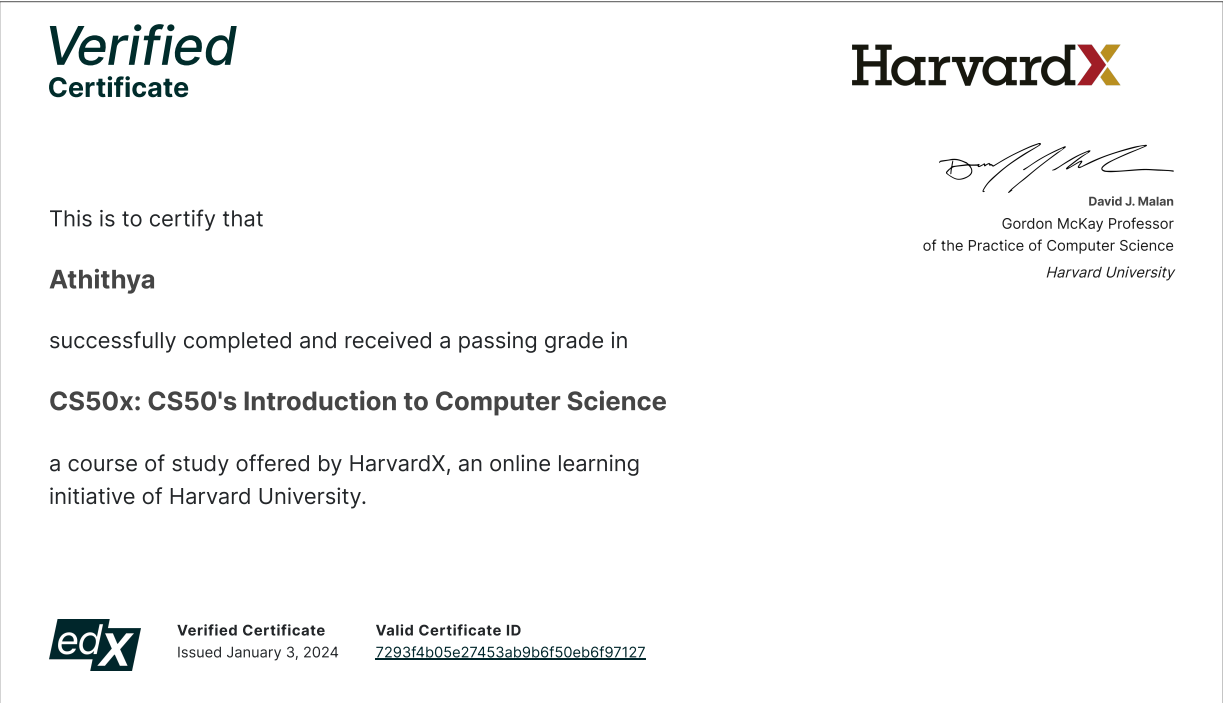 Verified
Certificate
HarvardX
David J. Malan
Gordon McKay Professor
of the Practice of Computer Science
Harvard University
This is to certify that
Athithya
successfully completed and received a passing grade in
CS50x: CS50's Introduction to Computer Science
a course of study offered by HarvardX, an online learning
initiative of Harvard University.
edX
Verified Certificate
Issued January 3, 2024
Valid Certificate ID
7293f4b05e27453ab9b6f50eb6f97127